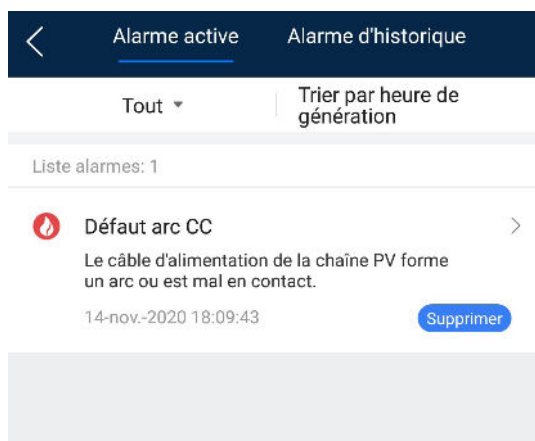 Alarme active Alarme d'historique
Tout Trier par heure de
génération
Liste alarmes: 1
Défaut arc CC
Le câble d'alimentation de la chaîne PV forme
un arc ou est mal en contact.
14-nov.-2020 18:09:43 Supprimer